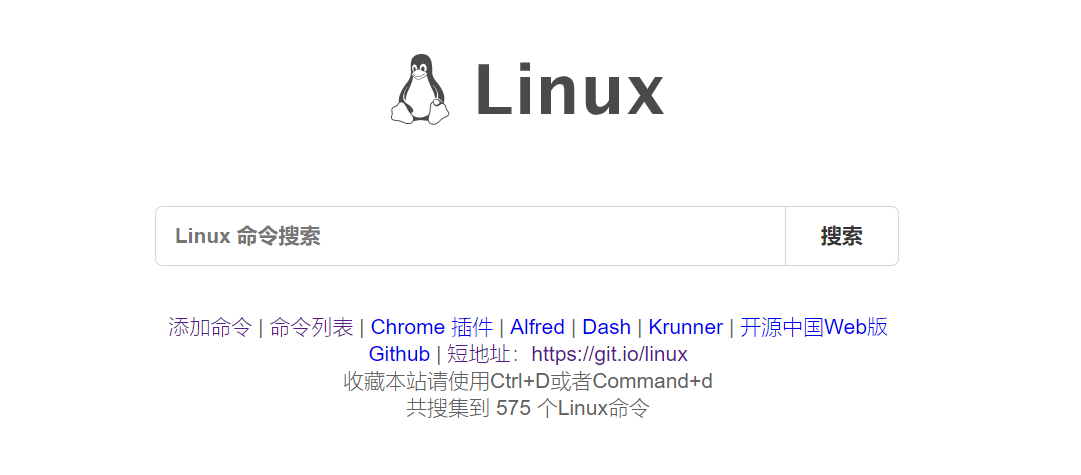 Linux
Linux 命令搜索
搜索
添加命令 | 命令列表 | Chrome 插件 | Alfred | Dash | Krunner | 开源中国Web版
Github | 短地址：https://git.io/linux
收藏本站请使用Ctrl+D或者Command+d
共搜集到 575 个Linux命令